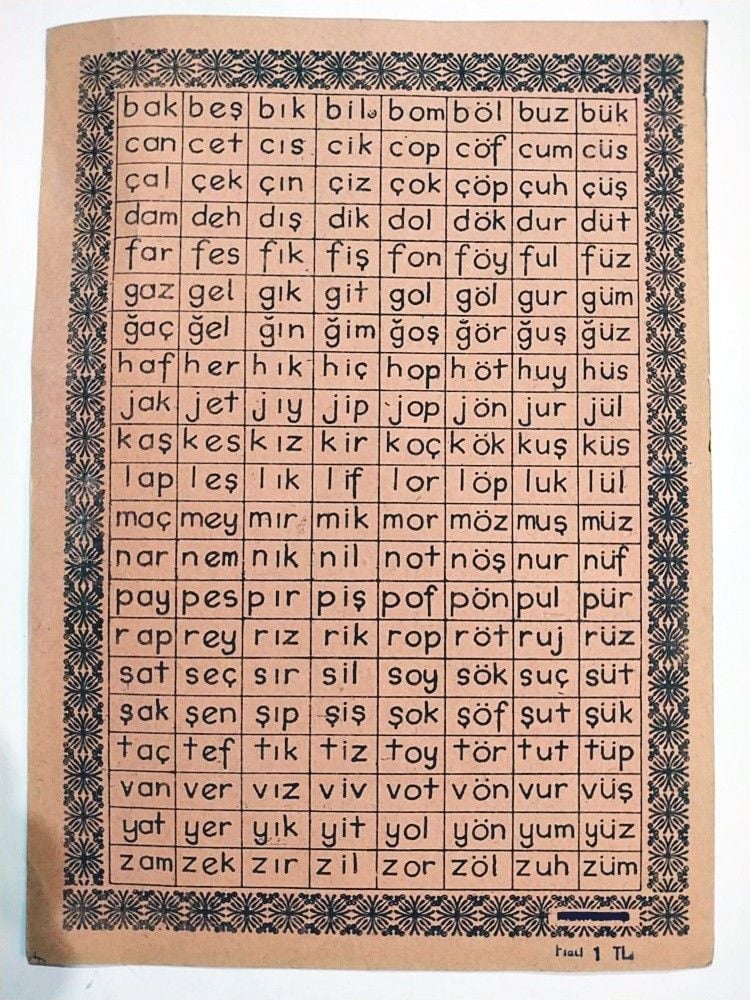 bak beş bık bil bom böl buz bük
can cet cıs cik cop cöf cum cüs
çal çek çın çiz çok çöp çuh çüş
dam deh dış dik dol dök dur düt
far fes fık fiş fon föy ful füz
gaz gel gık git gol göl gur güm
ğaç ğel ğın ğim ğoş ğör ğuş ğüz
haf her hık hiç hop höt huy hüs
jak jet jıy jip jop jön jur jül
kaş kes kız kir koç kök kuş küs
lap leş lık lif lor löp luk lül
maç mey mır mik mor möz muş müz
nar nem nık nil not nöş nur nüf
pay pes pır piş pof pön pul pür
rap rey rız rik rop röt ruj rüz
sat seç sır sil soy sök suç süt
şak şen şıp şiş şok şöf şut şük
taç tef tık tiz toy tör tut tüp
van ver vız viv vot vön vur vüş
yat yer yık yit yol yön yum yüz
zam zek zır zil zor zöl zuh züm
Fiatı 1 TL